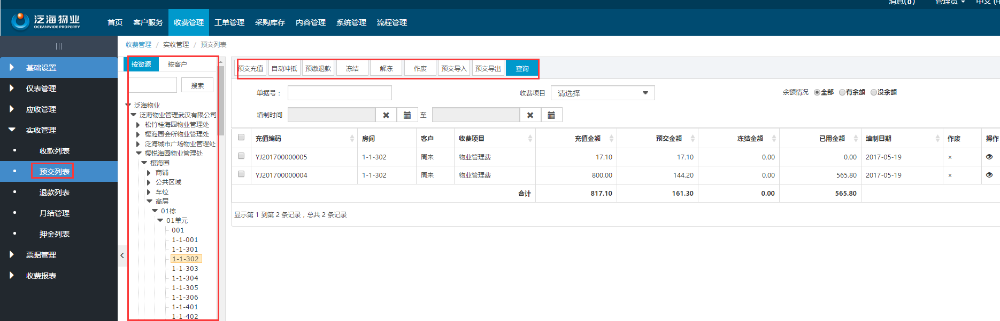 消息(0) 管理员 中文 (中
泛海物业
OCEANWIDE PROPERTY
首页 客户服务 收费管理 工单管理 采购库存 内容管理 系统管理 流程管理
收费管理 / 实收管理 / 预交列表
基础设置
仪表管理
应收管理
实收管理
收款列表
预交列表
退款列表
月结管理
押金列表
票据管理
收费报表
按资源 按客户
搜索
泛海物业
泛海物业管理武汉有限公司
松竹桂海园物业管理处
樱海园会所物业管理处
泛海城市广场物业管理处
樱悦海园物业管理处
樱海园
商铺
公共区域
车位
高层
01栋
01单元
001
1-1-001
1-1-301
1-1-302
1-1-303
1-1-304
1-1-305
1-1-306
1-1-401
1-1-402
预交充值 自动冲抵 预缴退款 冻结 解冻 作废 预交导入 预交导出 查询
单据号： 收费项目 请选择 余额情况 全部 有余额 没余额
填制时间 至
充值编码 房间 客户 收费项目 充值金额 预交金额 冻结金额 已用金额 填制日期 作废 操作
YJ201700000005 1-1-302 周来 物业管理费 17.10 17.10 0.00 0.00 2017-05-19 ×
YJ201700000004 1-1-302 周来 物业管理费 800.00 144.20 0.00 565.80 2017-05-19 ×
合计 817.10 161.30 0.00 565.80
显示第 1 到第 2 条记录，总共 2 条记录